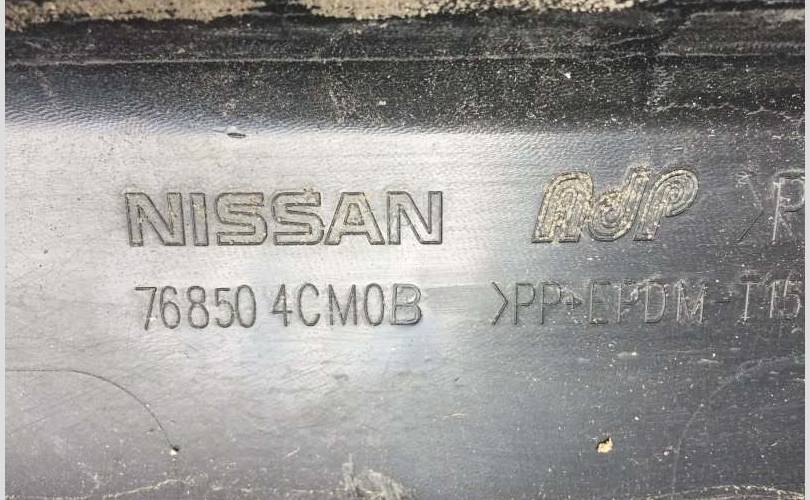 NISSAN AdP >P
76850 4CM0B >PP+EPDM-T15